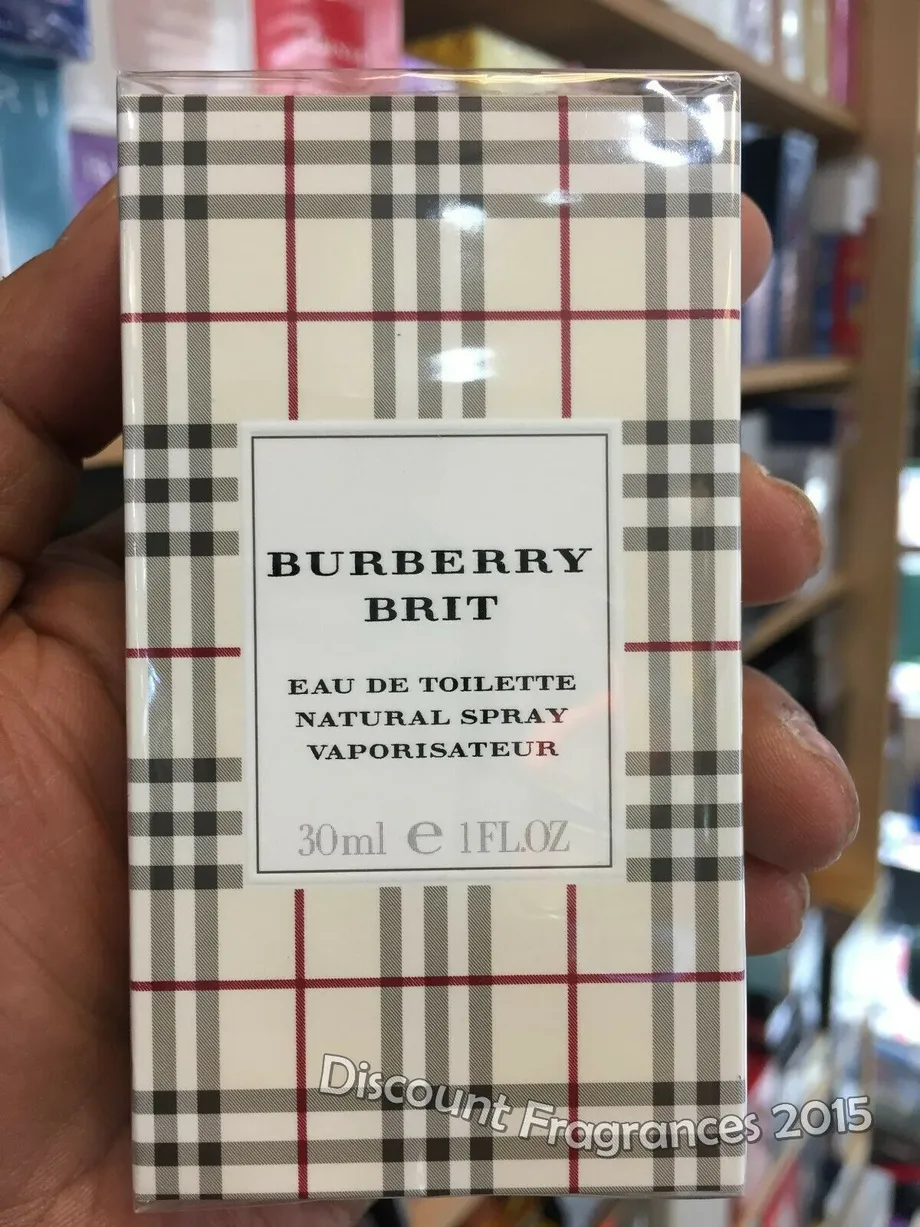 BURBERRY
BRIT
EAU DE TOILETTE
NATURAL SPRAY
VAPORISATEUR
30ml e 1FL.OZ
Discount Fragrances 2015